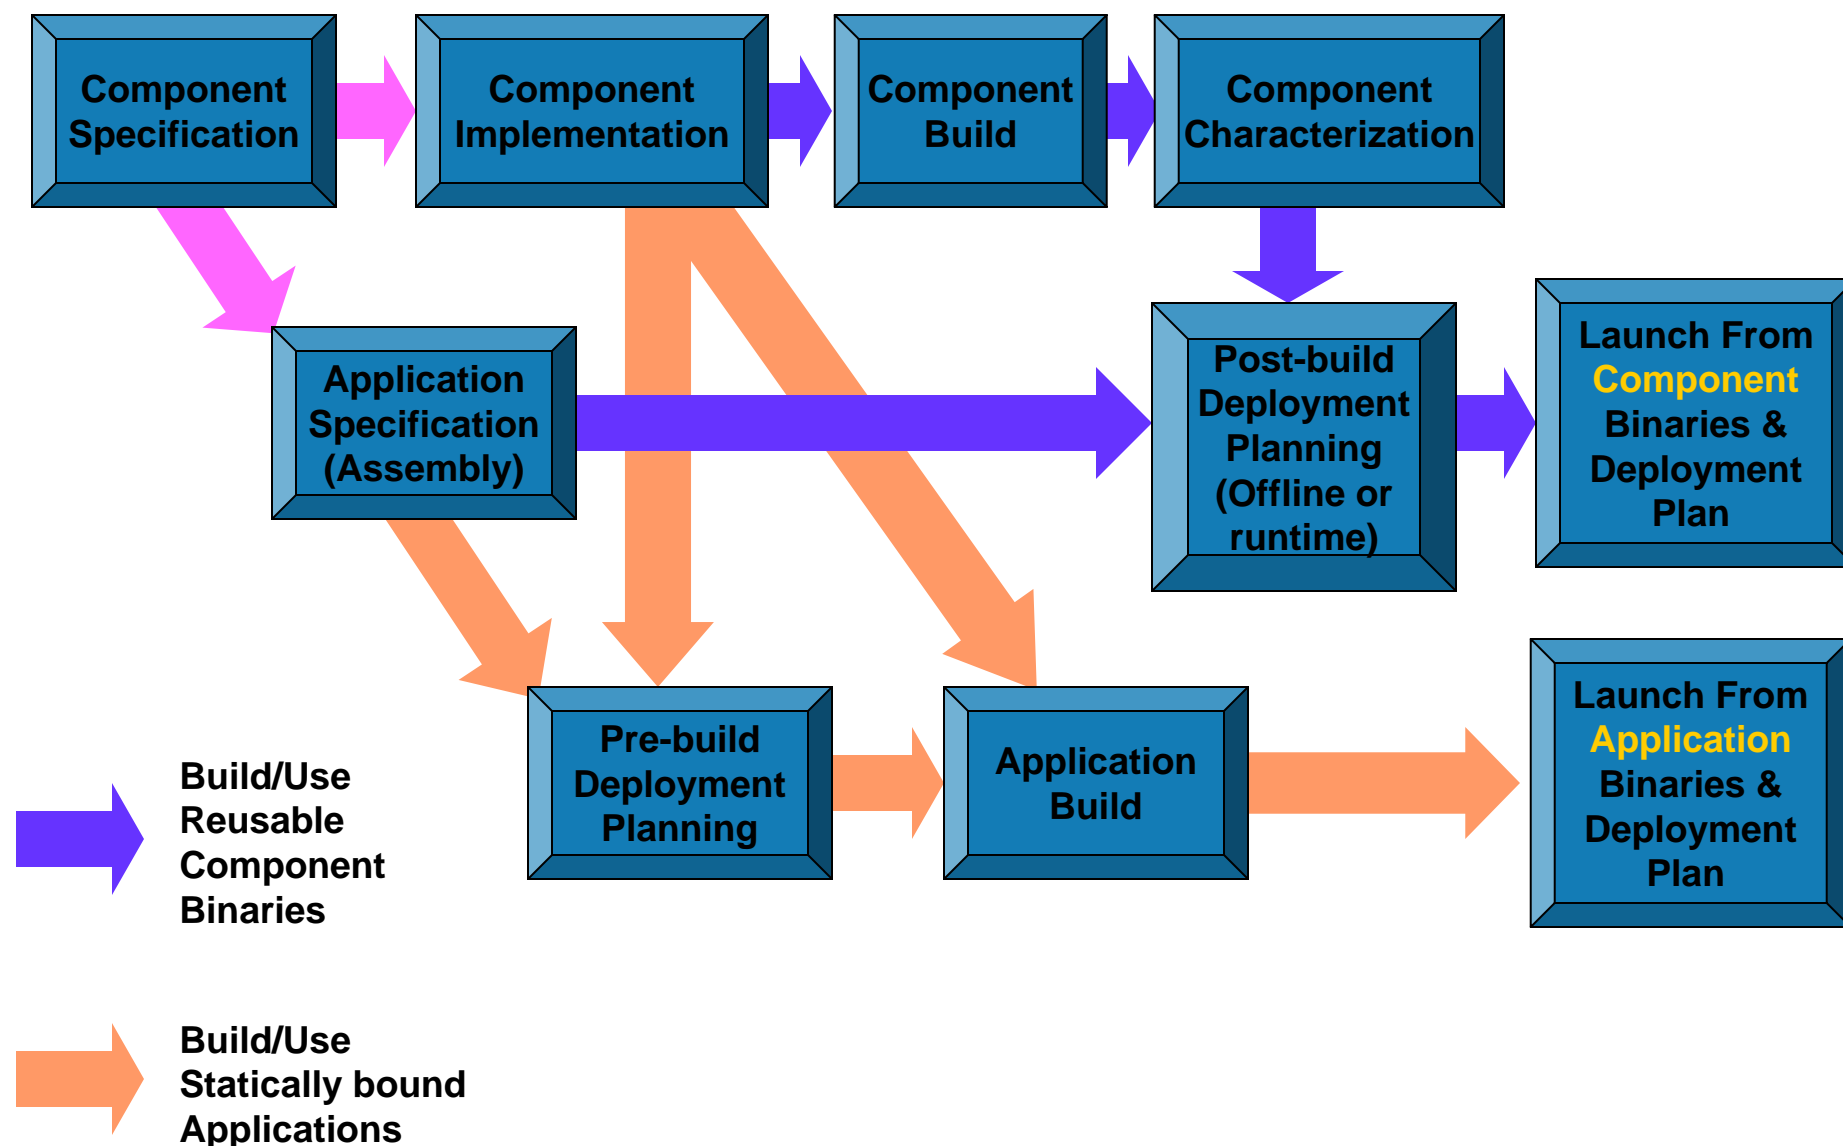 Component
Specification
Component
Implementation
Component
Build
Component
Characterization
Application
Specification
(Assembly)
Post-build
Deployment
Planning
(Offline or
runtime)
Launch From
Component
Binaries &
Deployment
Plan
Pre-build
Deployment
Planning
Application
Build
Launch From
Application
Binaries &
Deployment
Plan
Build/Use
Reusable
Component
Binaries
Build/Use
Statically bound
Applications